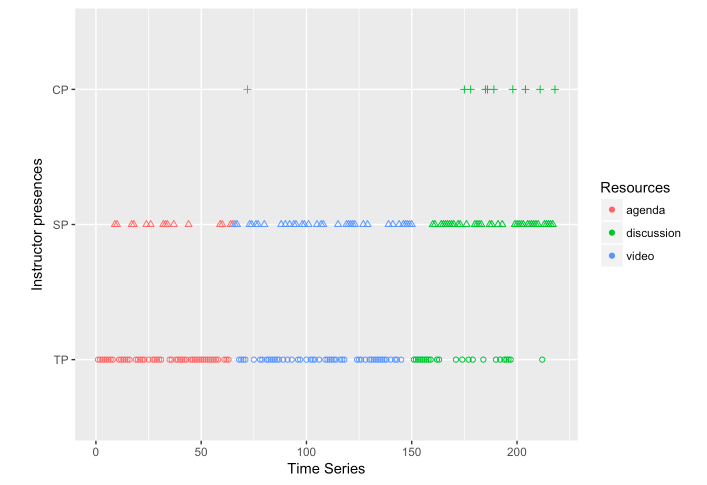 CP
SP
TP
Instructor presences
0 50 100 150 200
Time Series
Resources
agenda
discussion
video